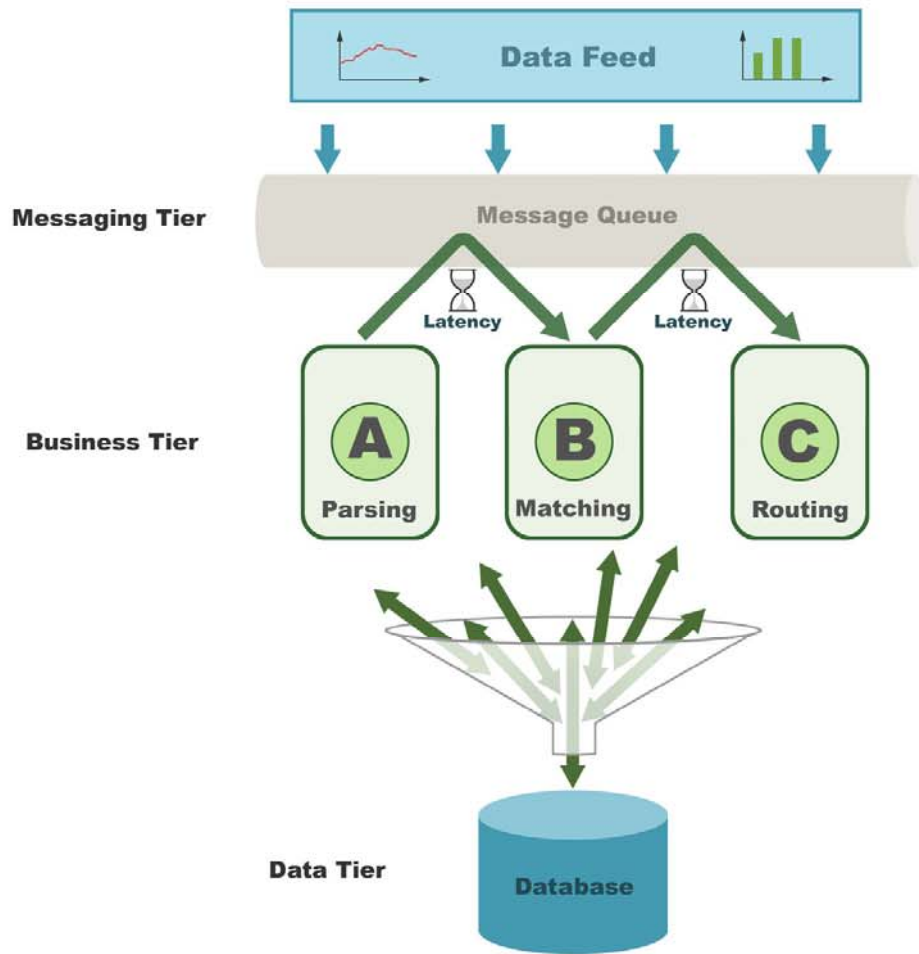 Data Feed
Messaging Tier
Message Queue
Latency
Latency
Business Tier
A
B
C
Parsing
Matching
Routing
Data Tier
Database